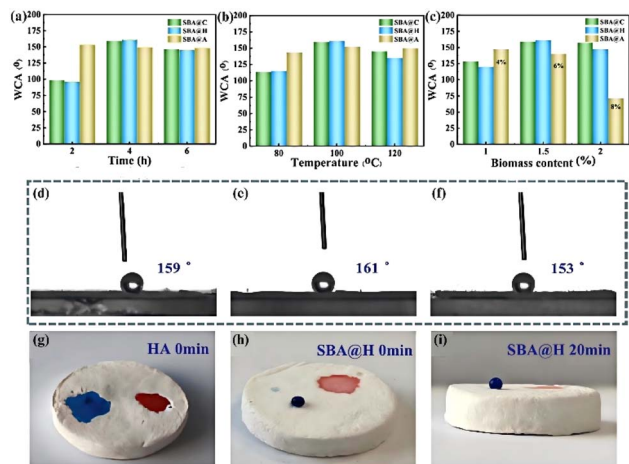 (a)
SBA@C
SBA@H
SBA@A
WCA (°)
200
175
150
125
100
75
50
25
0
2
4
6
Time (h)
(b)
SBA@C
SBA@H
SBA@A
WCA (°)
200
175
150
125
100
75
50
25
0
80
100
120
Temperature (°C)
(c)
SBA@C
SBA@H
SBA@A
WCA (°)
200
175
150
125
100
75
50
25
0
4%
6%
8%
1
1.5
2
Biomass content (%)
(d)
159 °
(e)
161 °
(f)
153 °
(g)
HA 0min
(h)
SBA@H 0min
(i)
SBA@H 20min